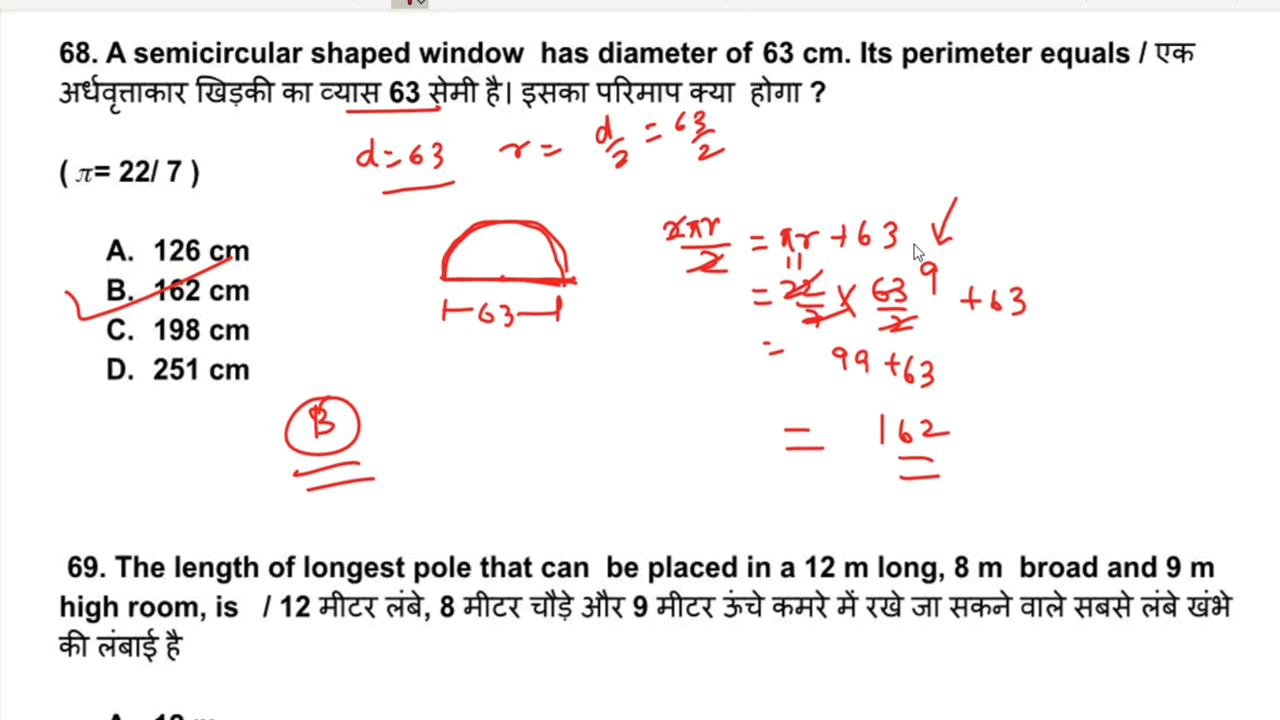 68. A semicircular shaped window has diameter of 63 cm. Its perimeter equals / एक
अर्धवृत्ताकार खिड़की का व्यास 63 सेमी है। इसका परिमाप क्या होगा ?
d=63 r= d/2 = 63/2
( π= 22/ 7 )
2πr/2 = πr+63
A. 126 cm
B. 162 cm
= 22/7 × 63/2 9 +63
63
C. 198 cm
= 99+63
D. 251 cm
B
= 162
69. The length of longest pole that can be placed in a 12 m long, 8 m broad and 9 m
high room, is / 12 मीटर लंबे, 8 मीटर चौड़े और 9 मीटर ऊंचे कमरे में रखे जा सकने वाले सबसे लंबे खंभे
की लंबाई है